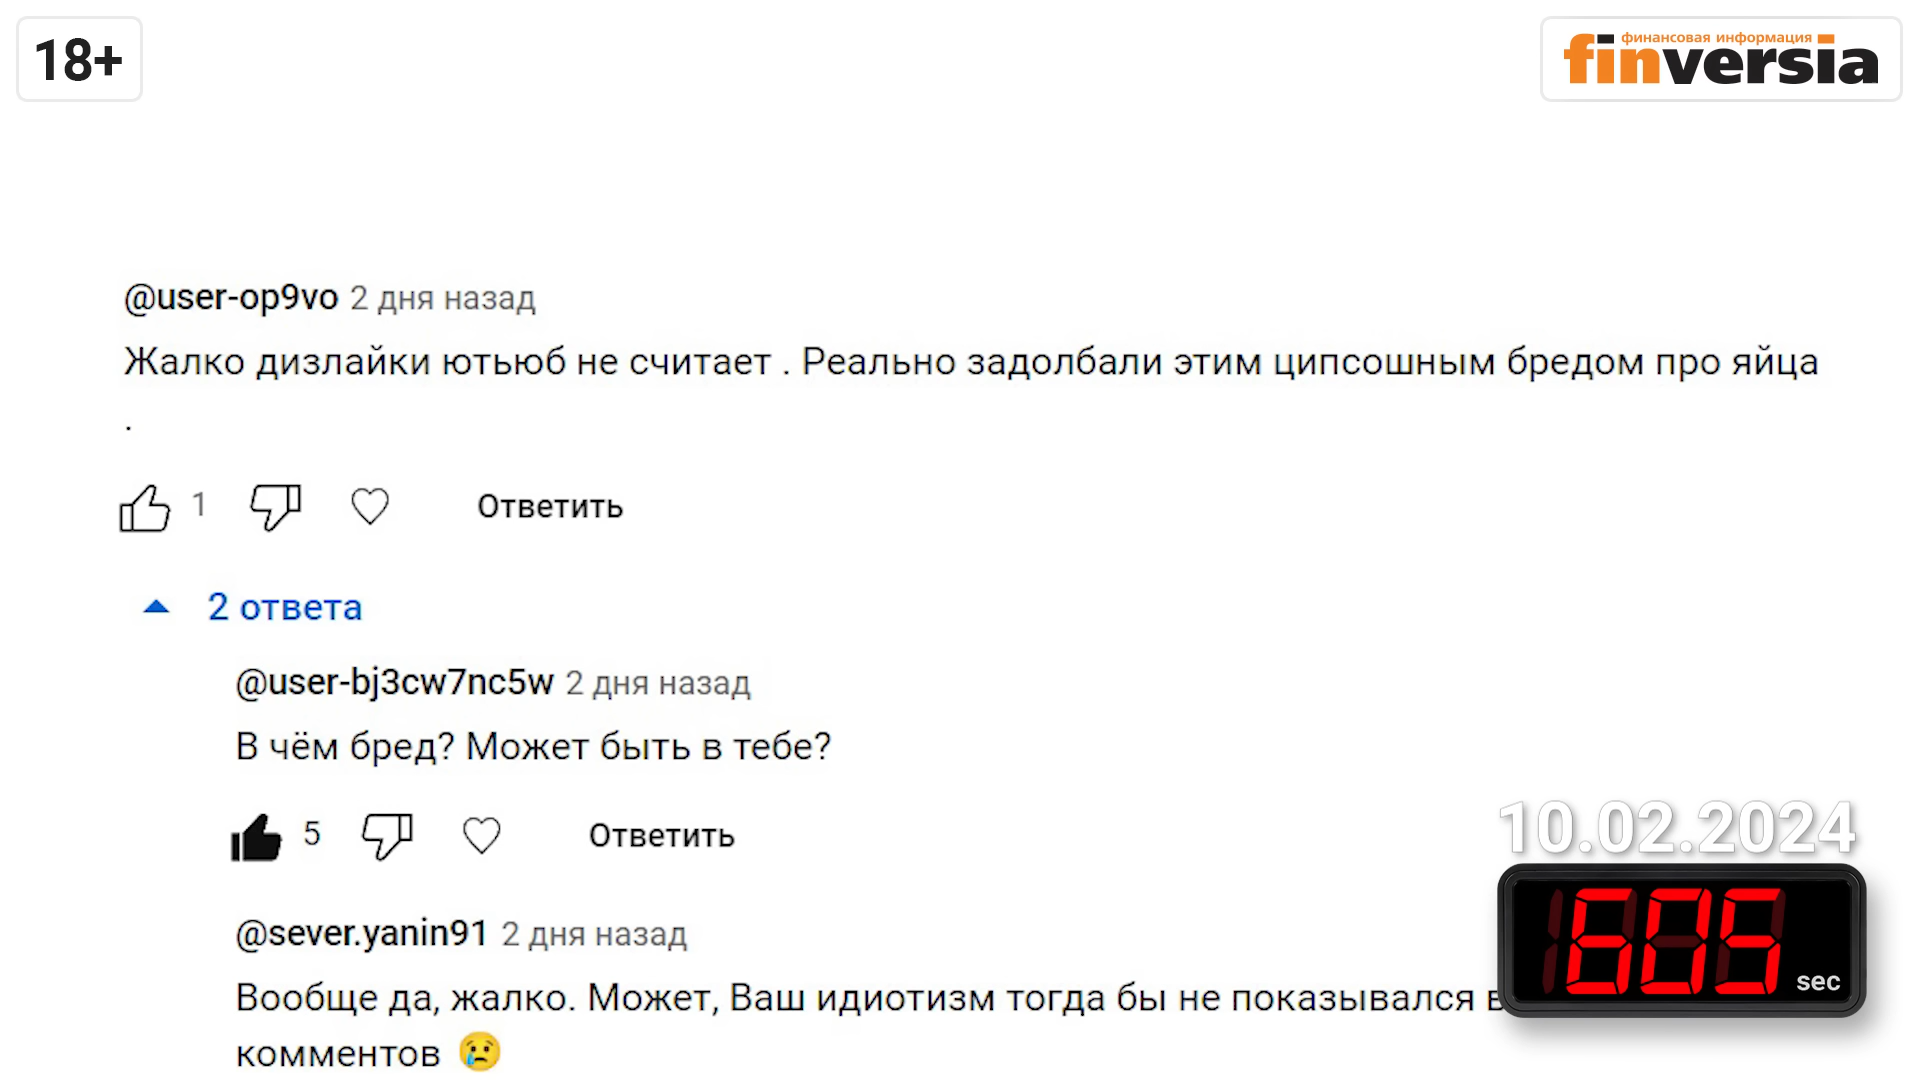 18+
финансовая информация
finversia
@user-op9vo 2 дня назад
Жалко дизлайки ютьюб не считает . Реально задолбали этим ципсошным бредом про яйца
.
1 Ответить
2 ответа
@user-bj3cw7nc5w 2 дня назад
В чём бред? Может быть в тебе?
5 Ответить
@sever.yanin91 2 дня назад
Вообще да, жалко. Может, Ваш идиотизм тогда бы не показывался
комментов 😢
10.02.2024
605 sec